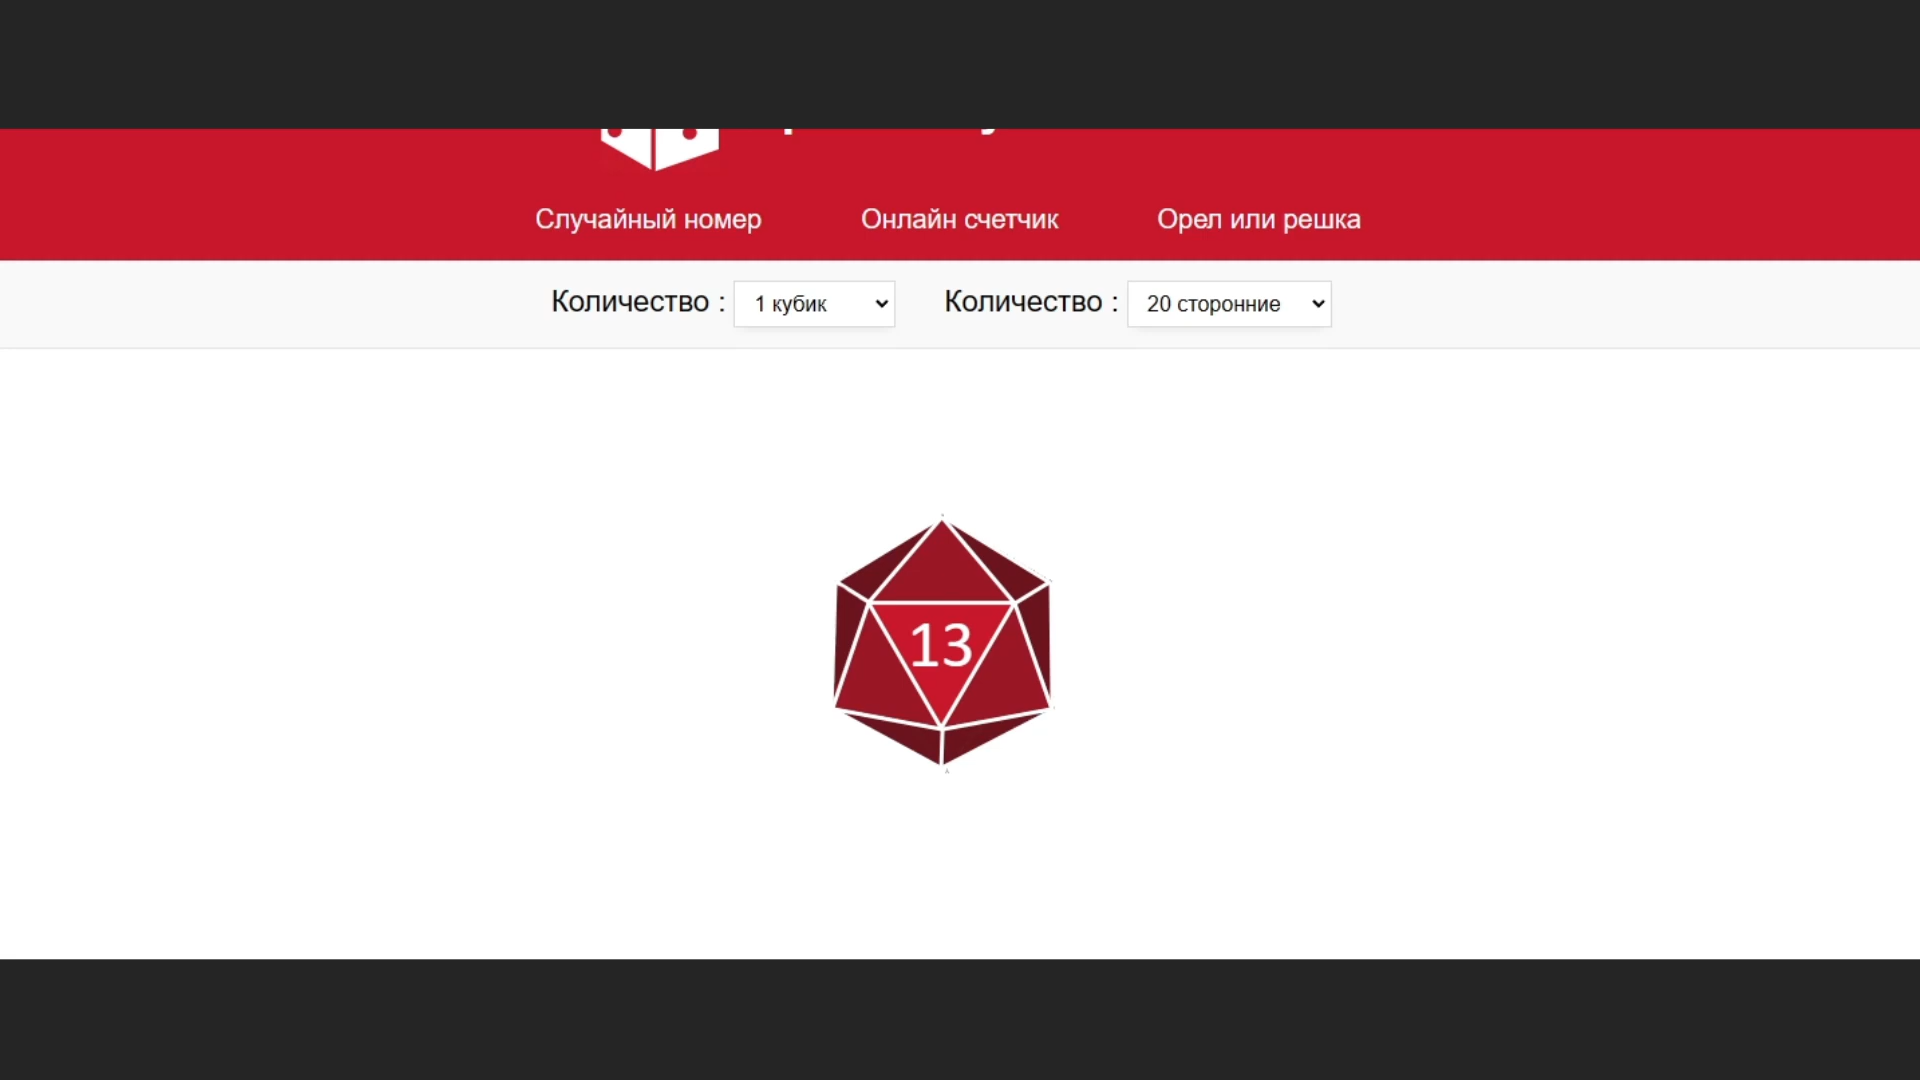 Случайный номер Онлайн счетчик Орел или решка
Количество : 1 кубик Количество : 20 сторонние
13